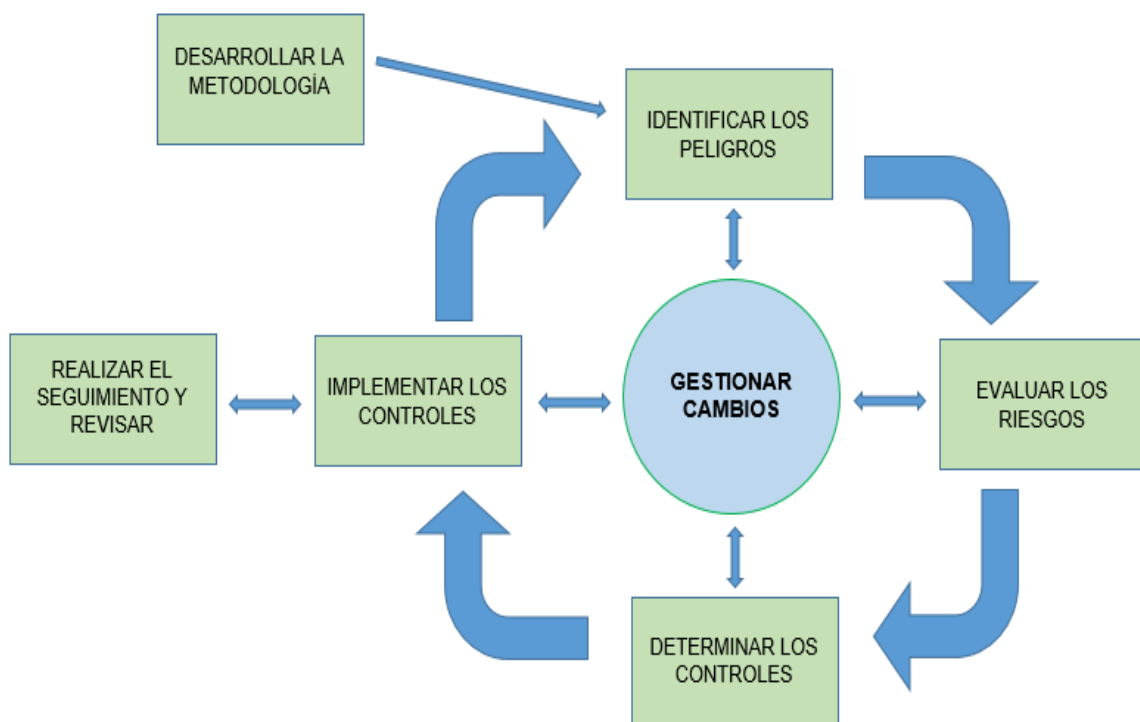 DESARROLLAR LA
METODOLOGÍA
IDENTIFICAR LOS
PELIGROS
REALIZAR EL
SEGUIMIENTO Y
REVISAR
IMPLEMENTAR LOS
CONTROLES
GESTIONAR
CAMBIOS
EVALUAR LOS
RIESGOS
DETERMINAR LOS
CONTROLES